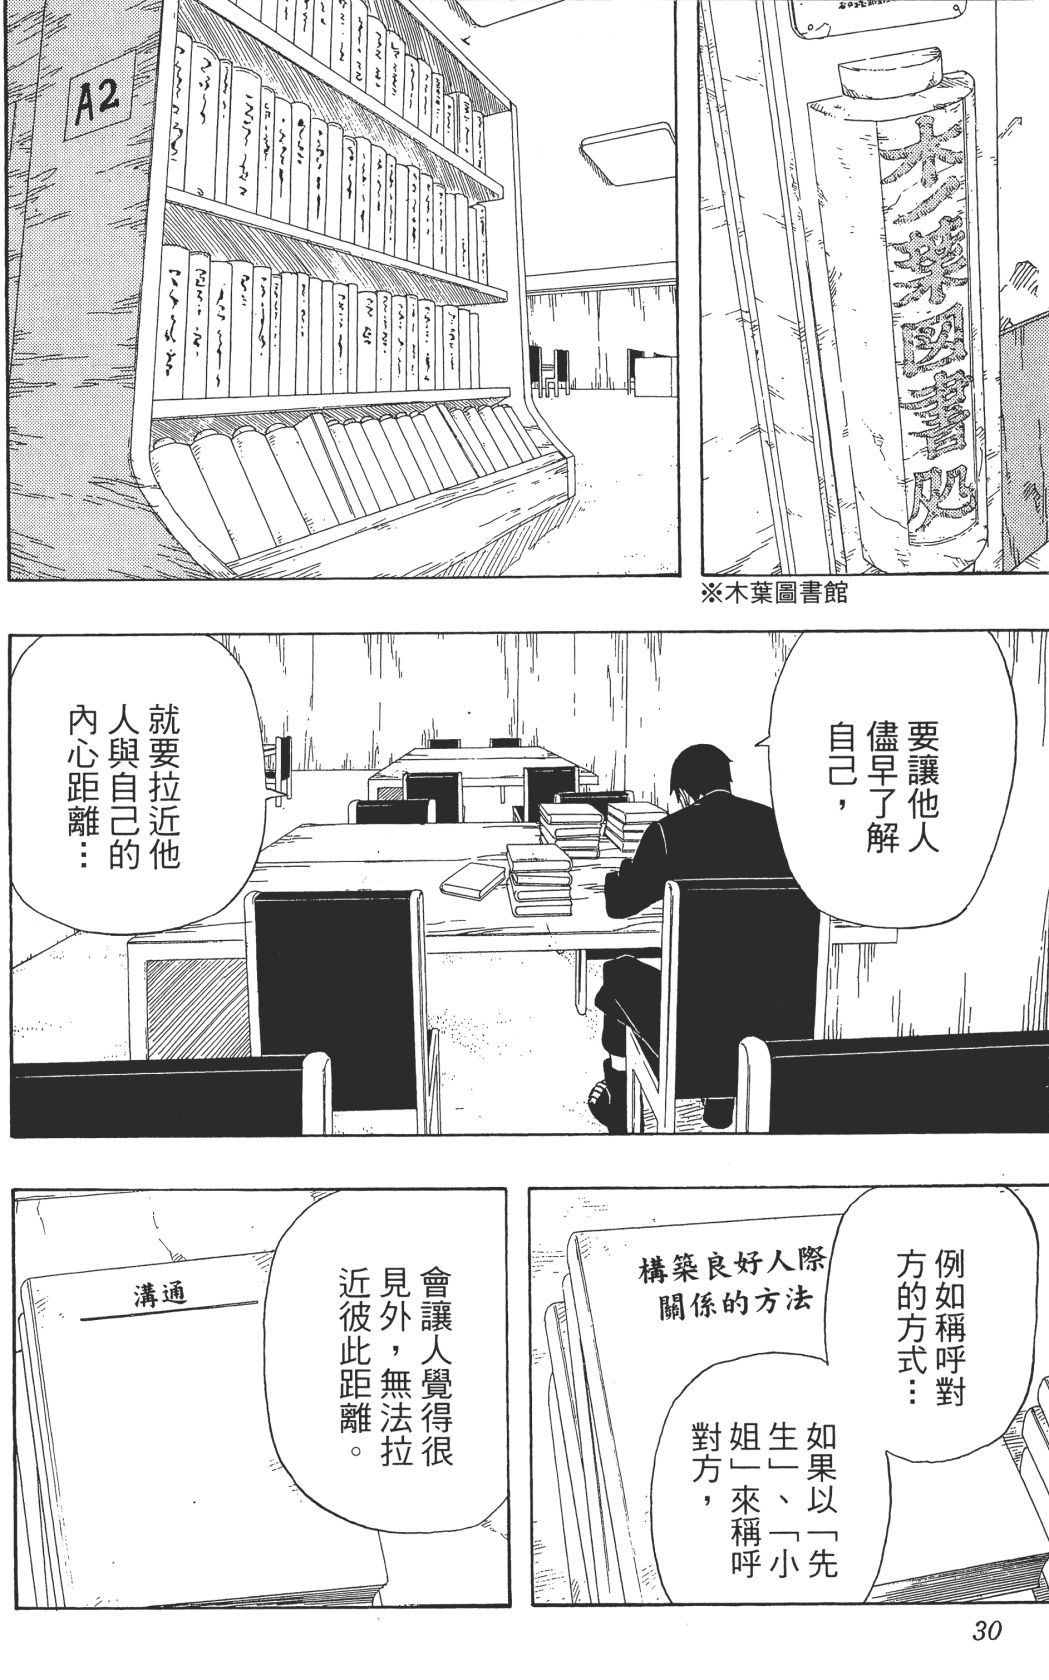 木ノ葉図書処
※木葉圖書館
A2
要讓他人
儘早了解
自己，
就要拉近他
人與自己的
內心距離…
例如稱呼對
方的方式…
構築良好人際
關係的方法
如果以「先
生」、「小
姐」來稱呼
對方，
會讓人覺得很
見外，無法拉
近彼此距離。
溝通
30